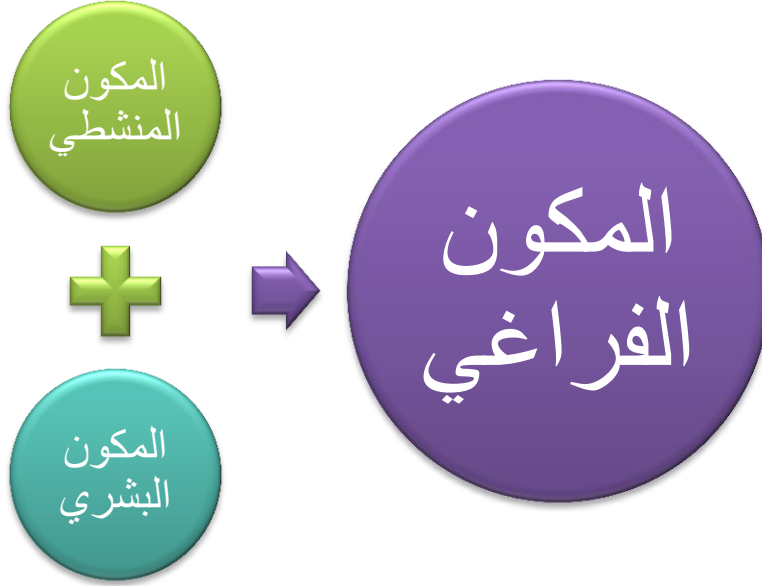 المكون
المنشطي
المكون
البشري
المكون
الفراغي